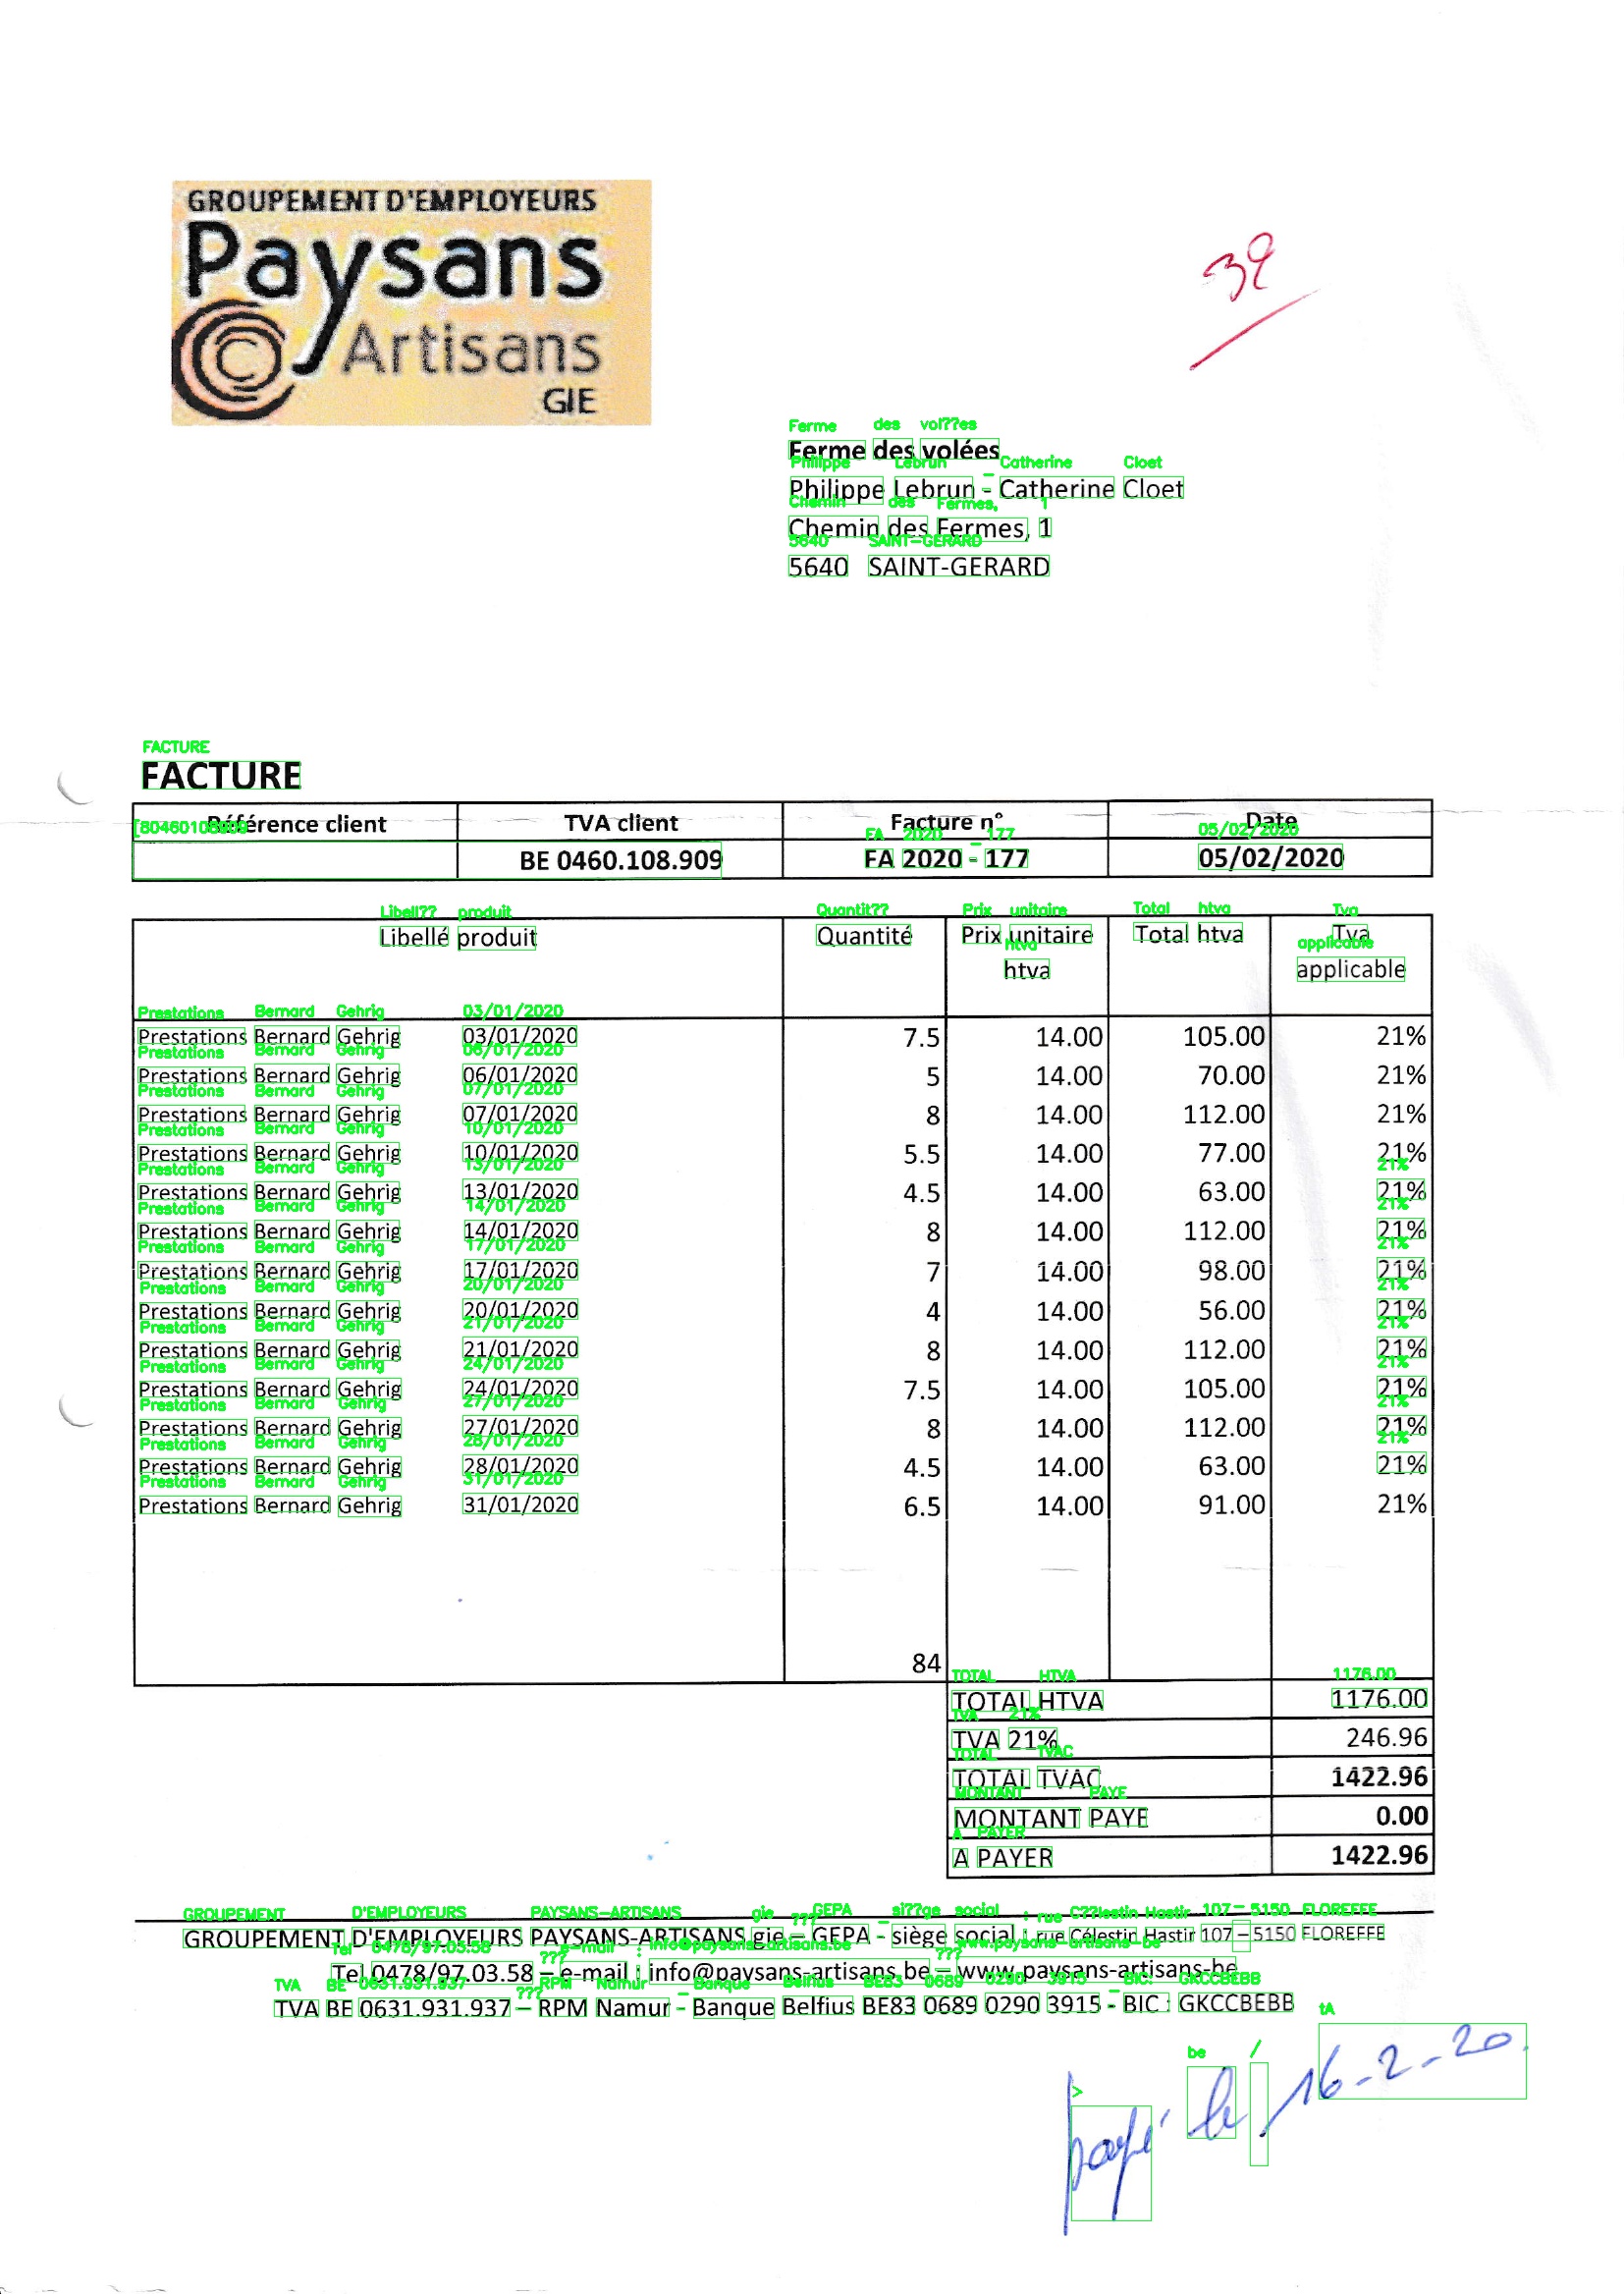 GROUPEMENT D'EMPLOYEURS
Paysans
Artisans
GIE
39
Ferme des volées
Philippe Lebrun - Catherine Cloet
Chemin des Fermes, 1
5640 SAINT-GERARD
FACTURE
Référence client TVA client Facture n° Date
BE 0460.108.909 FA 2020 - 177 05/02/2020
Libellé produit Quantité Prix unitaire htva Total htva Tva applicable
Prestations Bernard Gehrig 03/01/2020 7.5 14.00 105.00 21%
Prestations Bernard Gehrig 06/01/2020 5 14.00 70.00 21%
Prestations Bernard Gehrig 07/01/2020 8 14.00 112.00 21%
Prestations Bernard Gehrig 10/01/2020 5.5 14.00 77.00 21%
Prestations Bernard Gehrig 13/01/2020 4.5 14.00 63.00 21%
Prestations Bernard Gehrig 14/01/2020 8 14.00 112.00 21%
Prestations Bernard Gehrig 17/01/2020 7 14.00 98.00 21%
Prestations Bernard Gehrig 20/01/2020 4 14.00 56.00 21%
Prestations Bernard Gehrig 21/01/2020 8 14.00 112.00 21%
Prestations Bernard Gehrig 24/01/2020 7.5 14.00 105.00 21%
Prestations Bernard Gehrig 27/01/2020 8 14.00 112.00 21%
Prestations Bernard Gehrig 28/01/2020 4.5 14.00 63.00 21%
Prestations Bernard Gehrig 31/01/2020 6.5 14.00 91.00 21%
84
TOTAL HTVA 1176.00
TVA 21% 246.96
TOTAL TVAC 1422.96
MONTANT PAYE 0.00
A PAYER 1422.96
GROUPEMENT D'EMPLOYEURS PAYSANS-ARTISANS gie – GEPA - siège social : rue Célestin Hastir 107 – 5150 FLOREFFE
Tel 0478/97.03.58 – e-mail : info@paysans-artisans.be – www.paysans-artisans-be
TVA BE 0631.931.937 – RPM Namur - Banque Belfius BE83 0689 0290 3915 - BIC : GKCCBEBB
payé le 16-2-20.